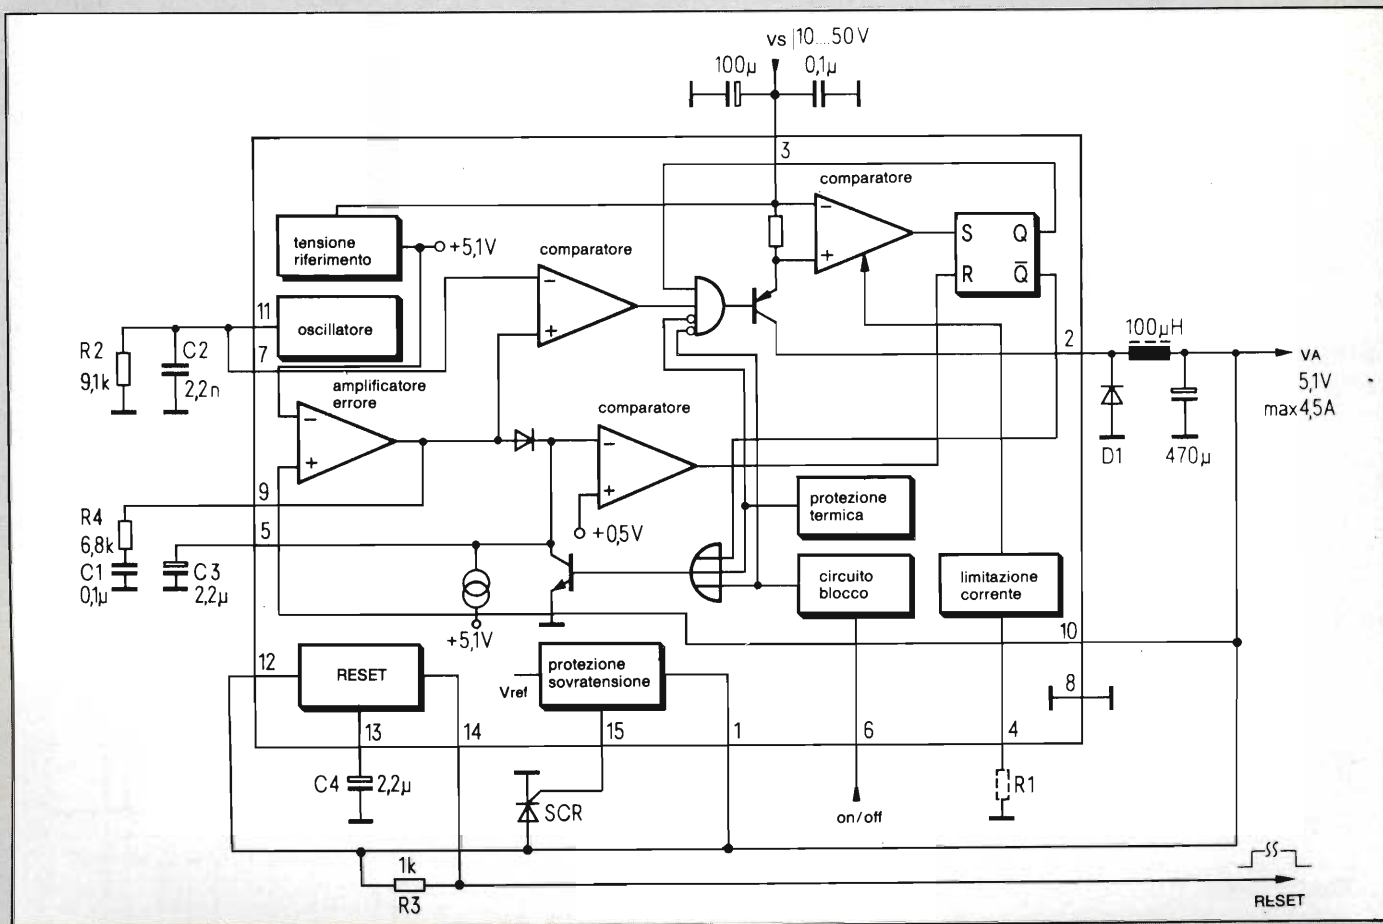 VS 10....50V
100µ
0,1µ
3
comparatore
−
+
S Q
R Q̅
tensione
riferimento
+5,1V
comparatore
−
+
11
oscillatore
7
R2
9,1k
C2
2,2n
2
100µH
VA
5,1V
max 4,5A
D1
470µ
amplificatore
errore
−
+
comparatore
−
+
+0,5V
9
R4
6,8k
C1
0,1µ
5
C3
2,2µ
+5,1V
protezione
termica
circuito
blocco
limitazione
corrente
10
12
RESET
Vref
protezione
sovratensione
8
13
14
15
1
6
4
C4
2,2µ
SCR
on/off
R1
1k
R3
RESET